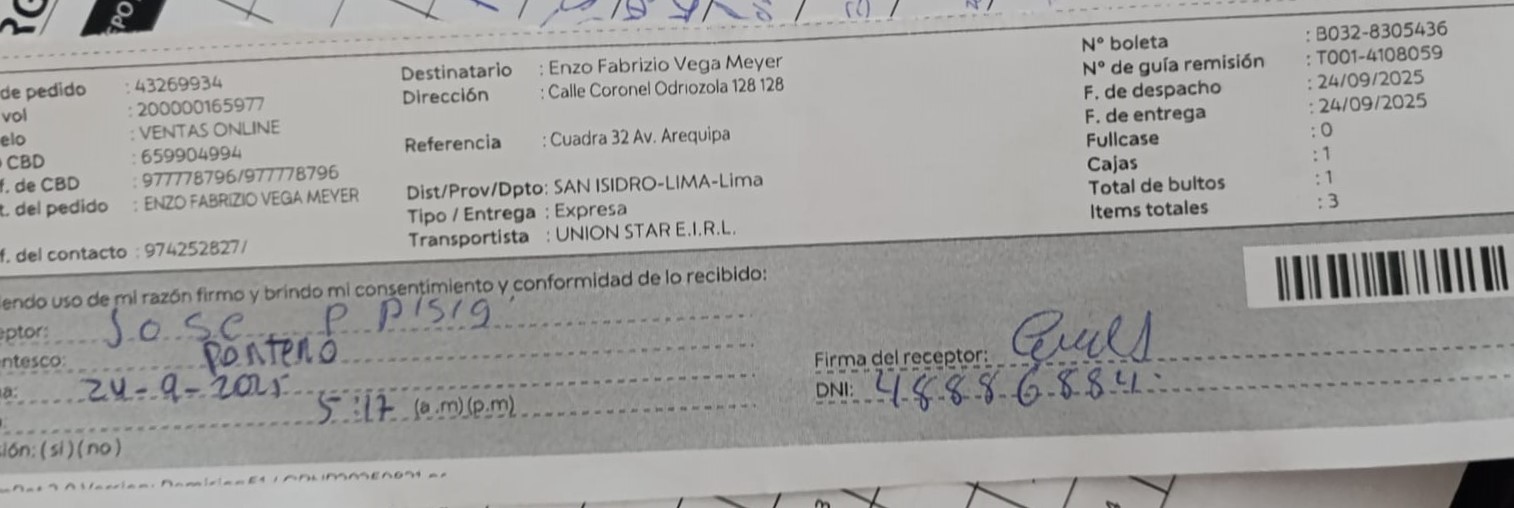 de pedido : 43269934
vol : 200000165977
elo : VENTAS ONLINE
CBD : 659904994
f. de CBD : 977778796/977778796
t. del pedido : ENZO FABRIZIO VEGA MEYER
f. del contacto : 974252827/
Destinatario : Enzo Fabrizio Vega Meyer
Dirección : Calle Coronel Odriozola 128 128
Referencia : Cuadra 32 Av. Arequipa
Dist/Prov/Dpto: SAN ISIDRO-LIMA-Lima
Tipo / Entrega : Expresa
Transportista : UNION STAR E.I.R.L.
N° boleta : B032-8305436
N° de guía remisión : T001-4108059
F. de despacho : 24/09/2025
F. de entrega : 24/09/2025
Fullcase : 0
Cajas : 1
Total de bultos : 1
Items totales : 3
iendo uso de mi razón firmo y brindo mi consentimiento y conformidad de lo recibido:
eptor: Jose P
ntesco: Porteno
a: 24-9-2025
5:17 (a.m)(p.m)
ión: (si)(no)
Firma del receptor:
DNI: 48886884